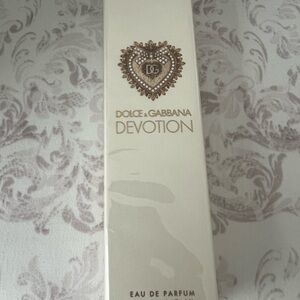 DG
DOLCE & GABBANA
DEVOTION
EAU DE PARFUM